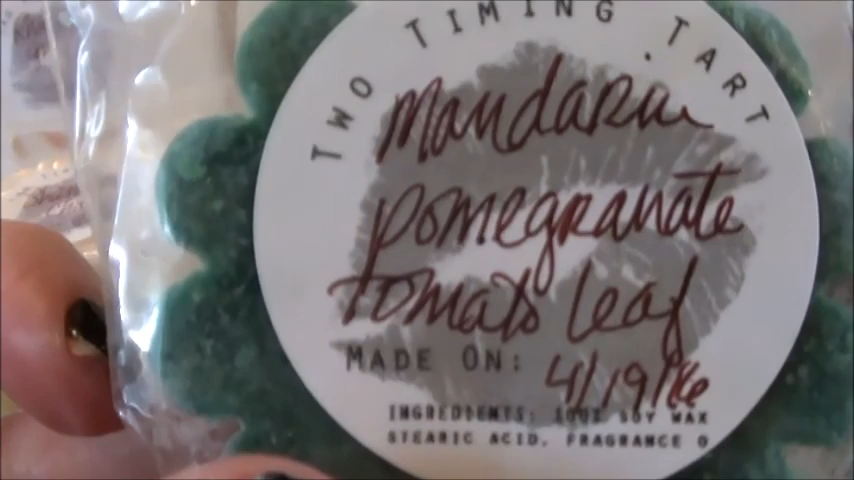 TWO TIMING TART
Mandarin
pomegranate
tomato leaf
MADE ON: 4/19/16
INGREDIENTS: 100% SOY WAX
STEARIC ACID, FRAGRANCE O